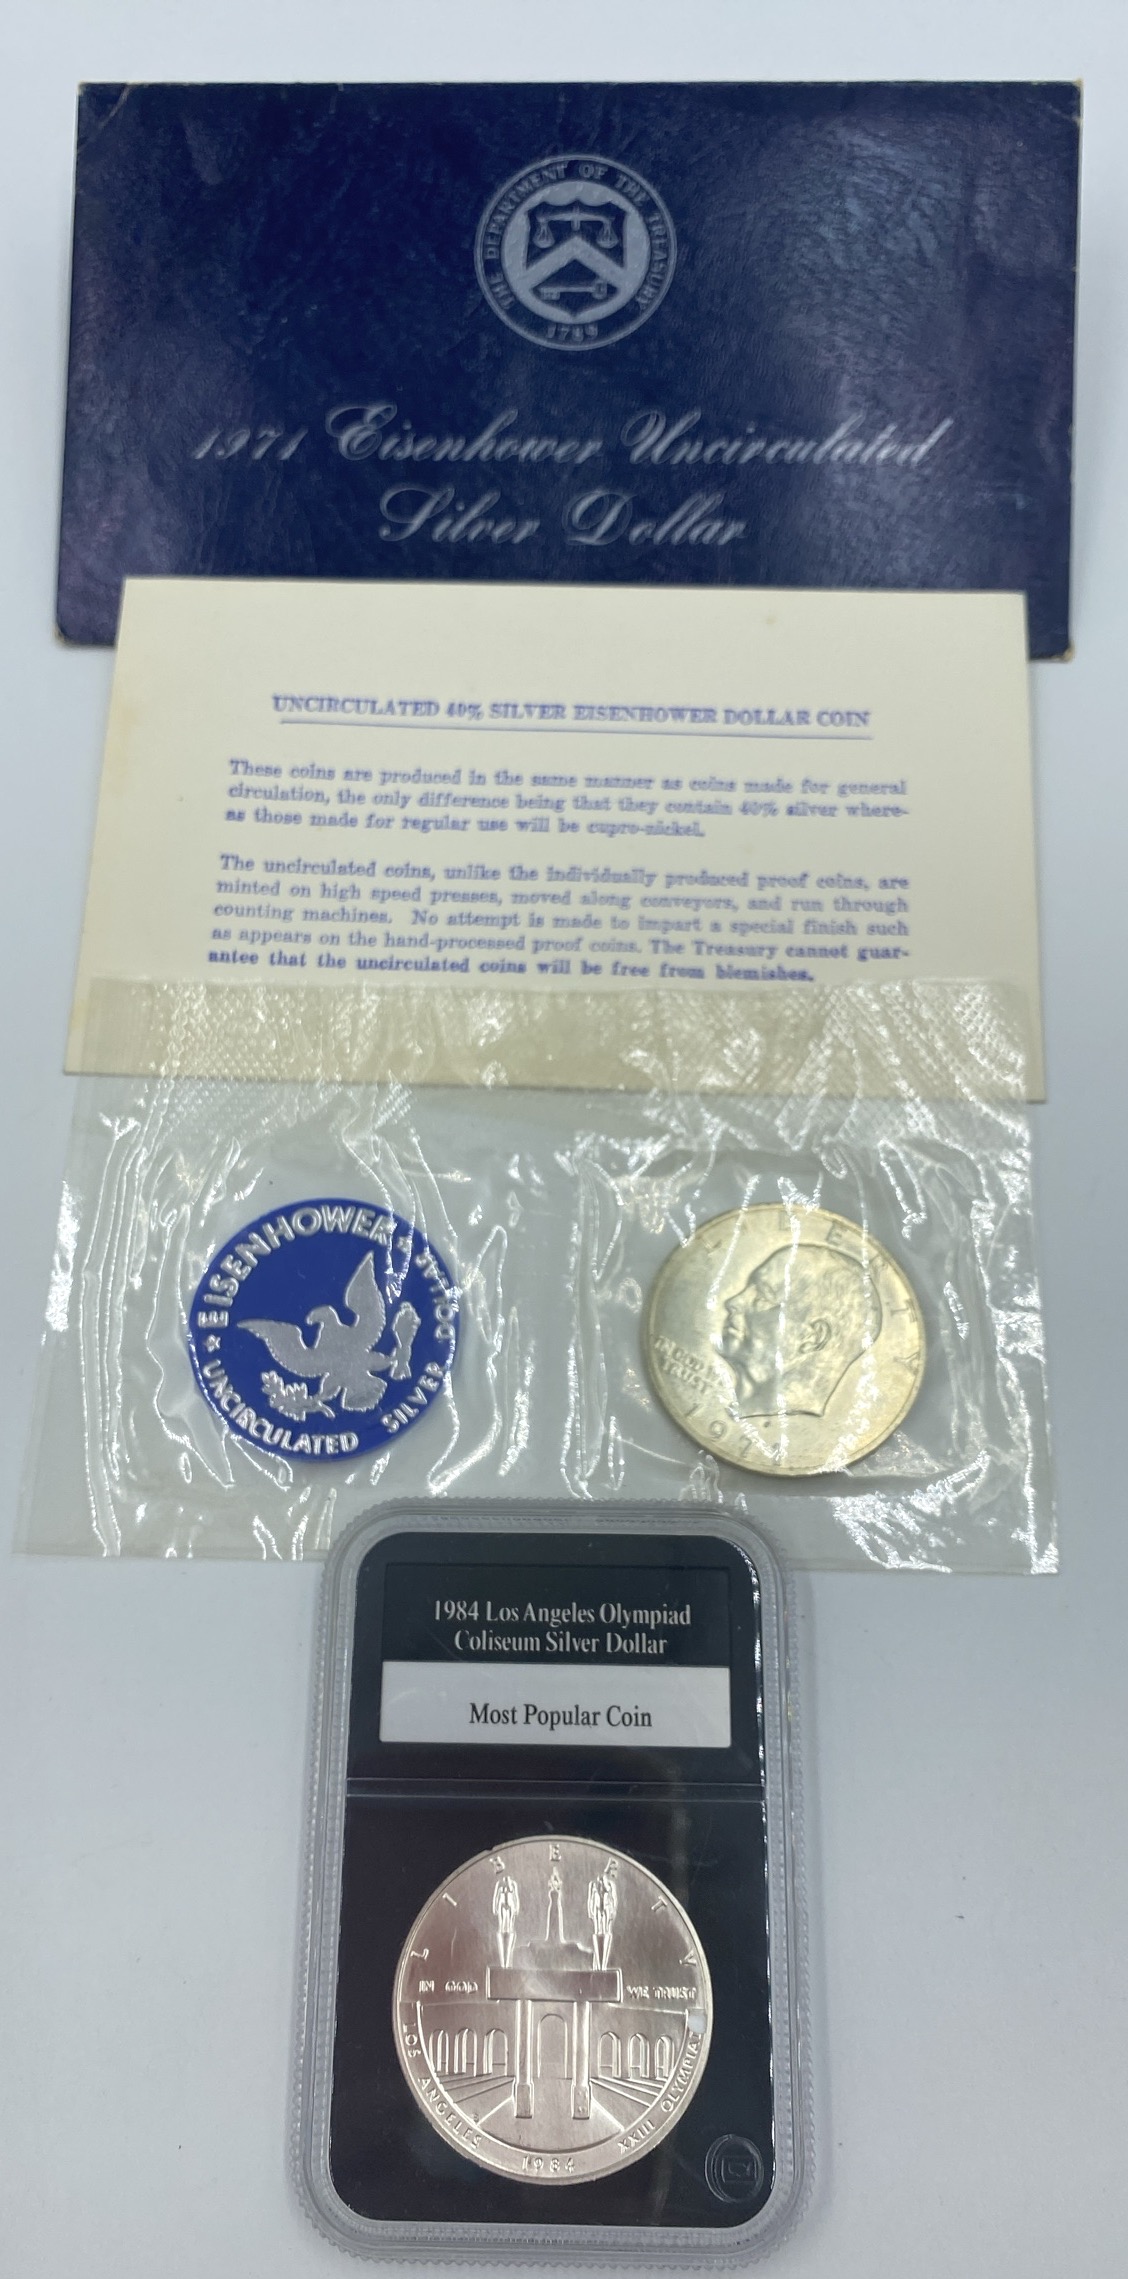 THE DEPARTMENT OF THE TREASURY
1789
1971 Eisenhower Uncirculated
Silver Dollar
UNCIRCULATED 40% SILVER EISENHOWER DOLLAR COIN
These coins are produced in the same manner as coins made for general
circulation, the only difference being that they contain 40% silver where-
as those made for regular use will be cupro-nickel.
The uncirculated coins, unlike the individually produced proof coins, are
minted on high speed presses, moved along conveyors, and run through
counting machines. No attempt is made to impart a special finish such
as appears on the hand-processed proof coins. The Treasury cannot guar-
antee that the uncirculated coins will be free from blemishes.
★ EISENHOWER ★ DOLLAR
UNCIRCULATED SILVER
LIBERTY
IN GOD WE
TRUST
197
1984 Los Angeles Olympiad
Coliseum Silver Dollar
Most Popular Coin
LIBERTY
IN GOD WE TRUST
LOS ANGELES XXIII OLYMPIAD
1984